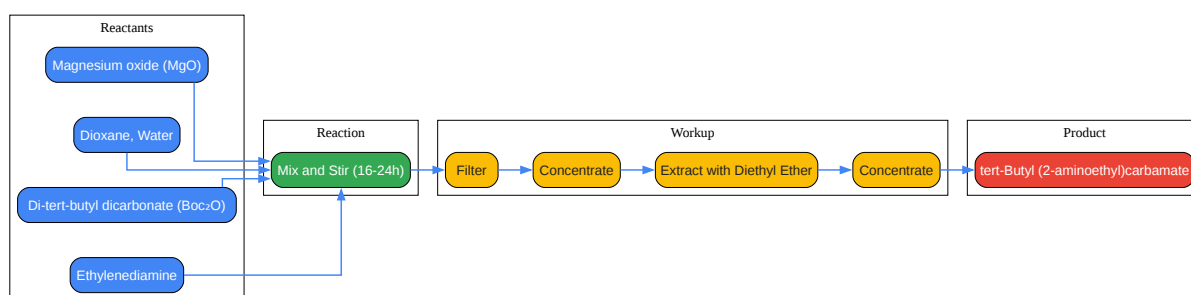 Reactants
Magnesium oxide (MgO)
Dioxane, Water
Di-tert-butyl dicarbonate (Boc₂O)
Ethylenediamine
Reaction
Mix and Stir (16-24h)
Workup
Filter
Concentrate
Extract with Diethyl Ether
Concentrate
Product
tert-Butyl (2-aminoethyl)carbamate